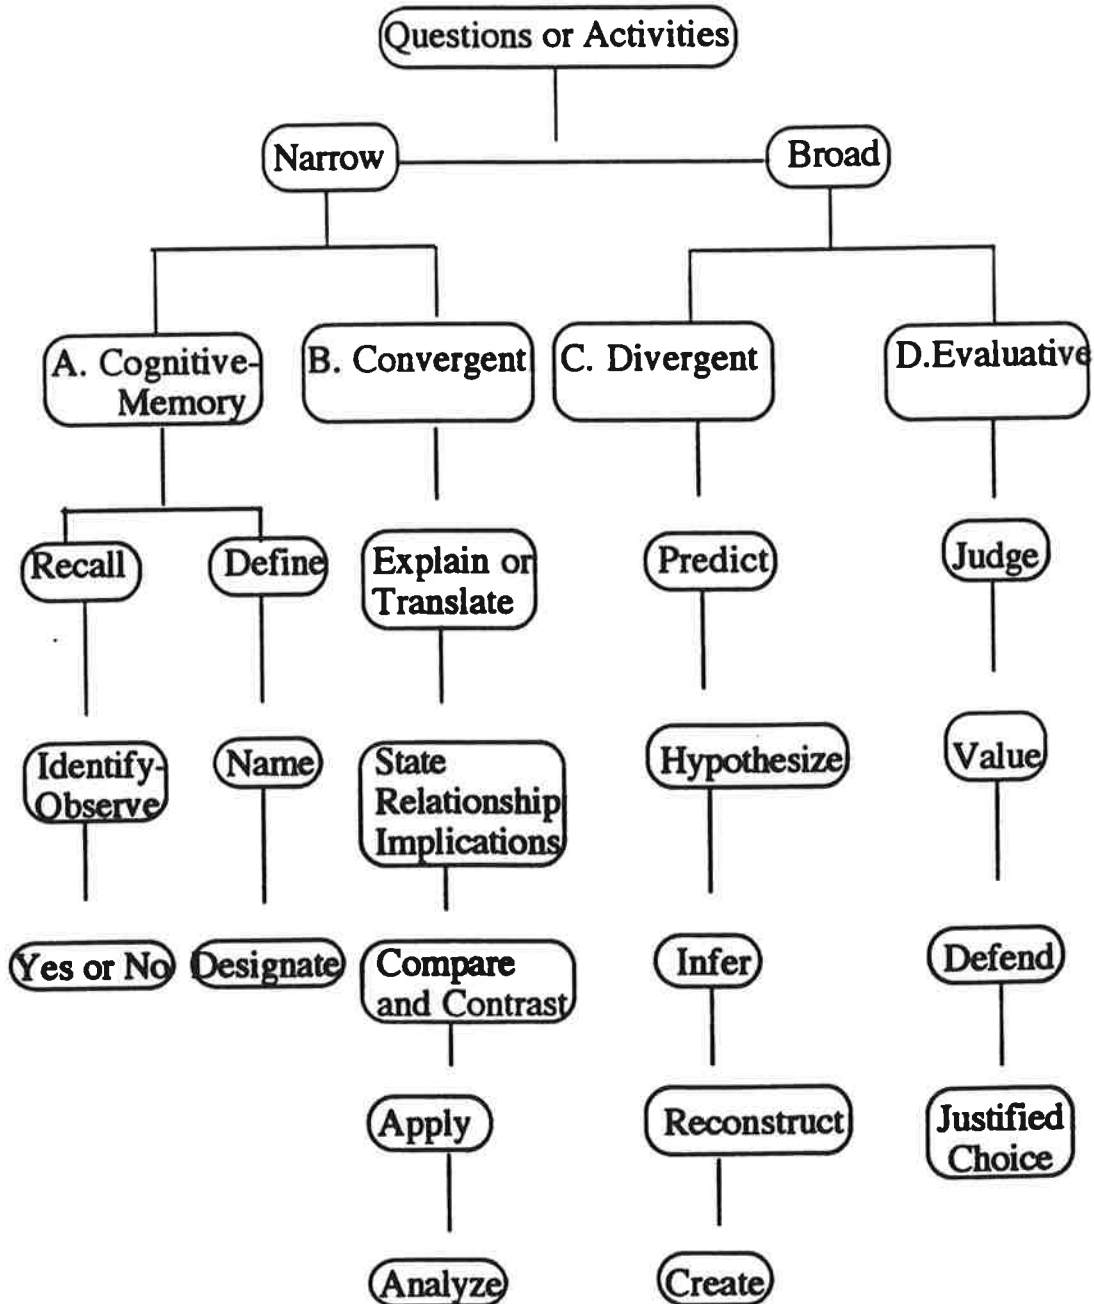 Questions or Activities
Narrow
Broad
A. Cognitive-
Memory
B. Convergent
C. Divergent
D.Evaluative
Recall
Define
Explain or
Translate
Predict
Judge
Identify-
Observe
Name
State
Relationship
Implications
Hypothesize
Value
Yes or No
Designate
Compare
and Contrast
Infer
Defend
Apply
Reconstruct
Justified
Choice
Analyze
Create